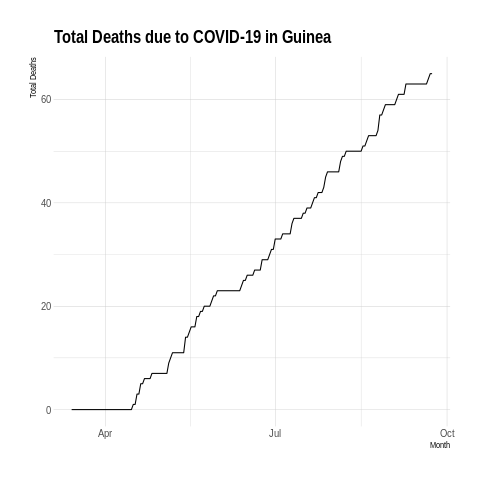 Total Deaths due to COVID-19 in Guinea
Total Deaths
60
40
20
0
Apr
Jul
Oct
Month